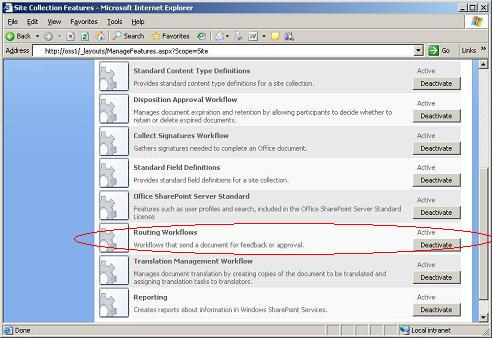 Site Collection Features - Microsoft Internet Explorer
File Edit View Favorites Tools Help
Back Search Favorites
Address http://oss1/_layouts/ManageFeatures.aspx?Scope=Site Go Links »
Standard Content Type Definitions Active
Provides standard content type definitions for a site collection. Deactivate
Disposition Approval Workflow Active
Manages document expiration and retention by allowing participants to decide whether to Deactivate
retain or delete expired documents.
Collect Signatures Workflow Active
Gathers signatures needed to complete an Office document. Deactivate
Standard Field Definitions Active
Provides standard field definitions for a site collection. Deactivate
Office SharePoint Server Standard Active
Features such as user profiles and search, included in the Office SharePoint Server Standard Deactivate
License
Routing Workflows Active
Workflows that send a document for feedback or approval. Deactivate
Translation Management Workflow Active
Manages document translation by creating copies of the document to be translated and Deactivate
assigning translation tasks to translators.
Reporting Active
Creates reports about information in Windows SharePoint Services. Deactivate
Done Local intranet